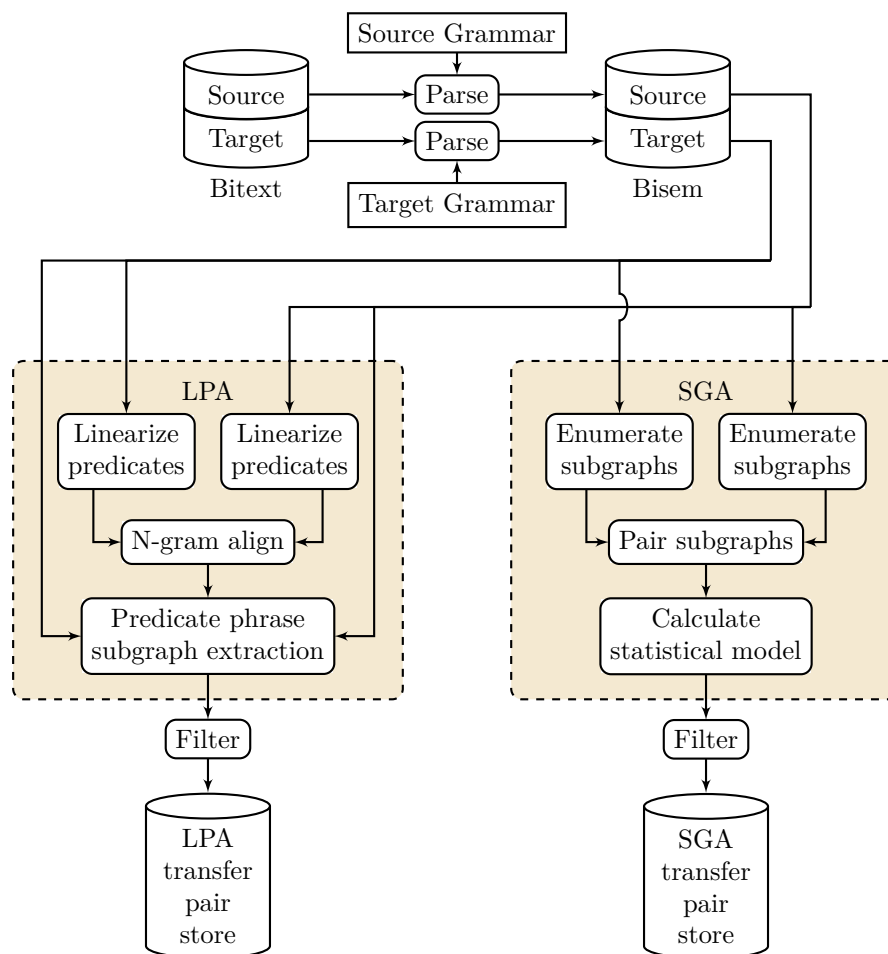 Source Grammar
Source
Parse
Source
Target
Parse
Target
Bitext
Bisem
Target Grammar
LPA
SGA
Linearize
predicates
Linearize
predicates
Enumerate
subgraphs
Enumerate
subgraphs
N-gram align
Pair subgraphs
Predicate phrase
subgraph extraction
Calculate
statistical model
Filter
Filter
LPA
transfer
pair
store
SGA
transfer
pair
store